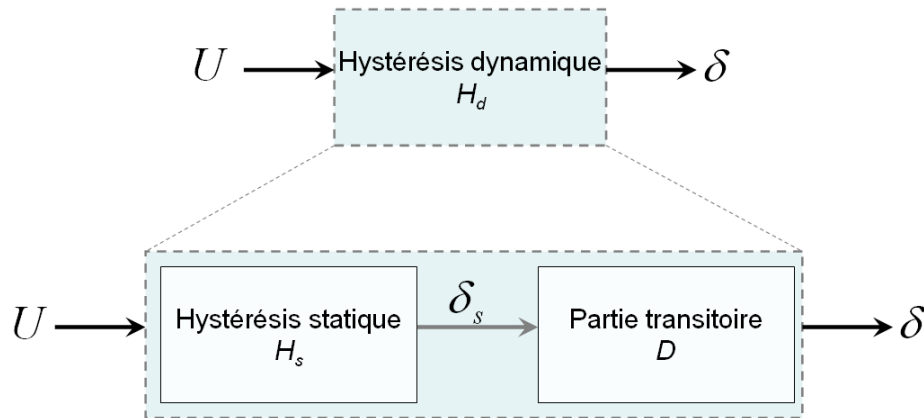 U
Hystérésis dynamique
H_d
δ
U
Hystérésis statique
H_s
δ_s
Partie transitoire
D
δ